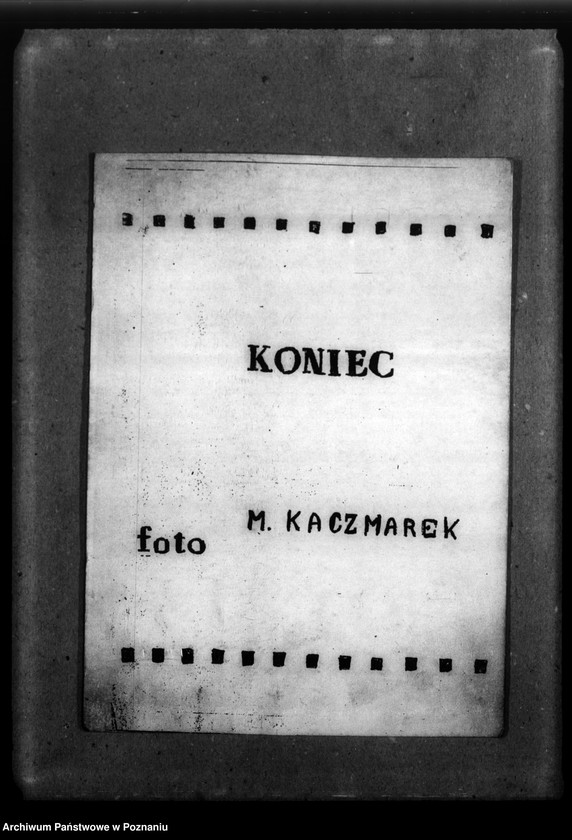 KONIEC
foto M. KACZMAREK
Archiwum Państwowe w Poznaniu